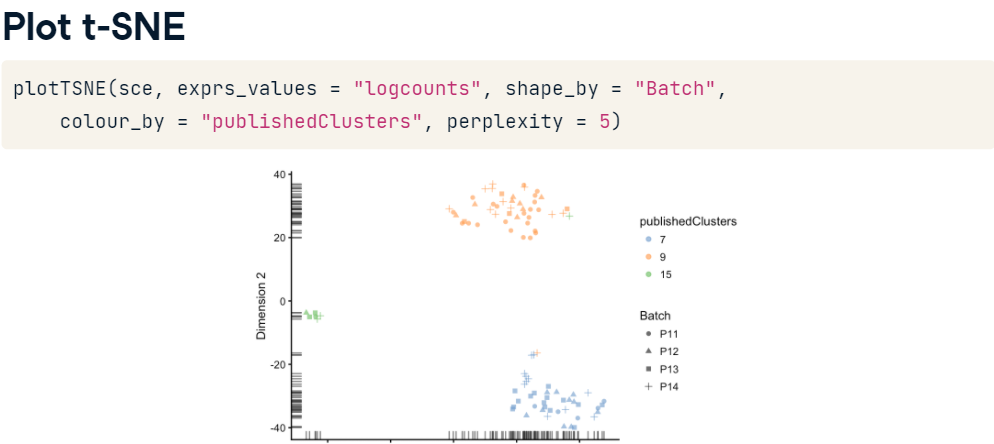 Plot t-SNE
plotTSNE(sce, exprs_values = "logcounts", shape_by = "Batch",
colour_by = "publishedClusters", perplexity = 5)
40
20
0
-20
-40
Dimension 2
publishedClusters
7
9
15
Batch
P11
P12
P13
P14